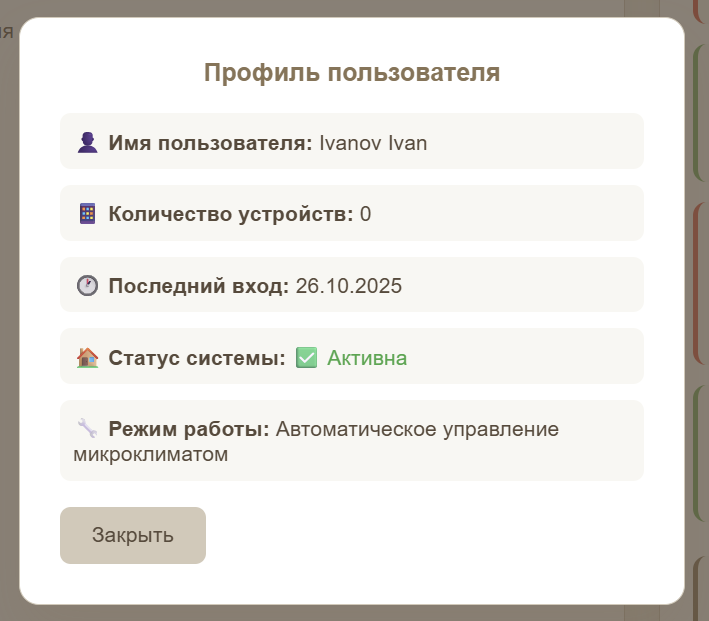 Профиль пользователя
Имя пользователя: Ivanov Ivan
Количество устройств: 0
Последний вход: 26.10.2025
Статус системы: ✅ Активна
Режим работы: Автоматическое управление
микроклиматом
Закрыть